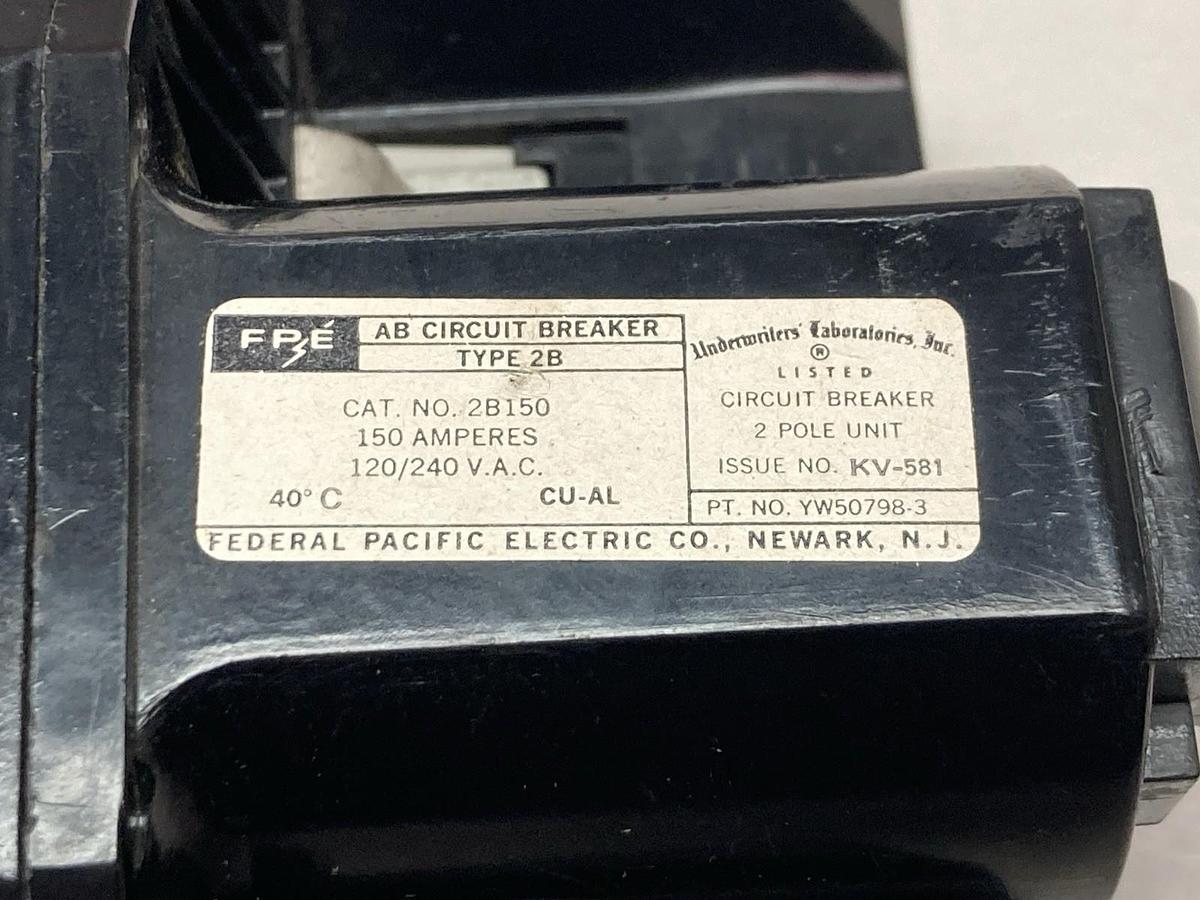 FPE
AB CIRCUIT BREAKER
TYPE 2B
CAT. NO. 2B150
150 AMPERES
120/240 V.A.C.
40° C CU-AL
Underwriters' Laboratories, Inc.
®
LISTED
CIRCUIT BREAKER
2 POLE UNIT
ISSUE NO. KV-581
PT. NO. YW50798-3
FEDERAL PACIFIC ELECTRIC CO., NEWARK, N.J.